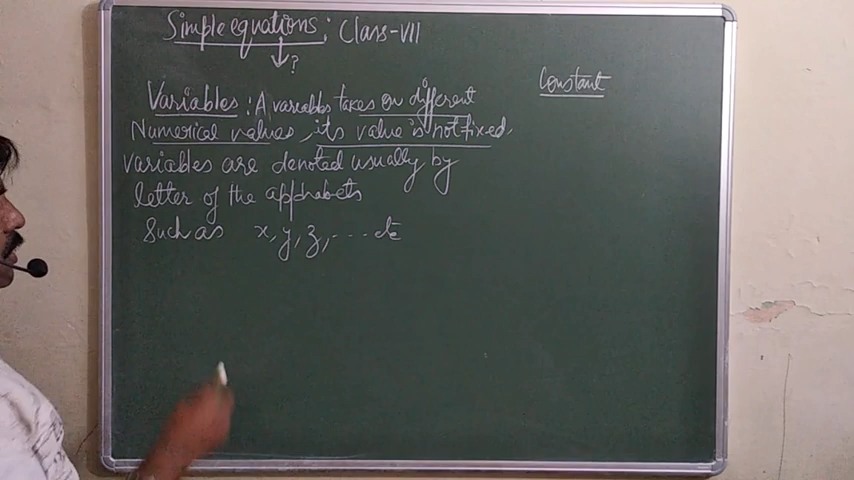 Simple equations: Class-VII
?
Constant
Variables: A variables takes on different
Numerical values, its value is not fixed,
variables are denoted usually by
letter of the alphabets
Such as x, y, z, .... etc